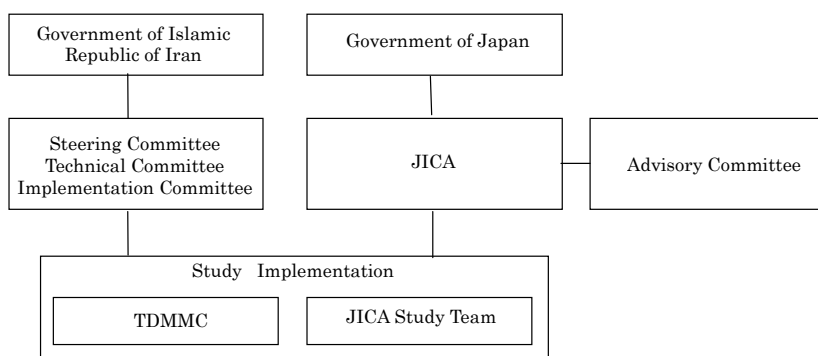 Government of Islamic
Republic of Iran
Government of Japan
Steering Committee
Technical Committee
Implementation Committee
JICA
Advisory Committee
Study Implementation
TDMMC
JICA Study Team